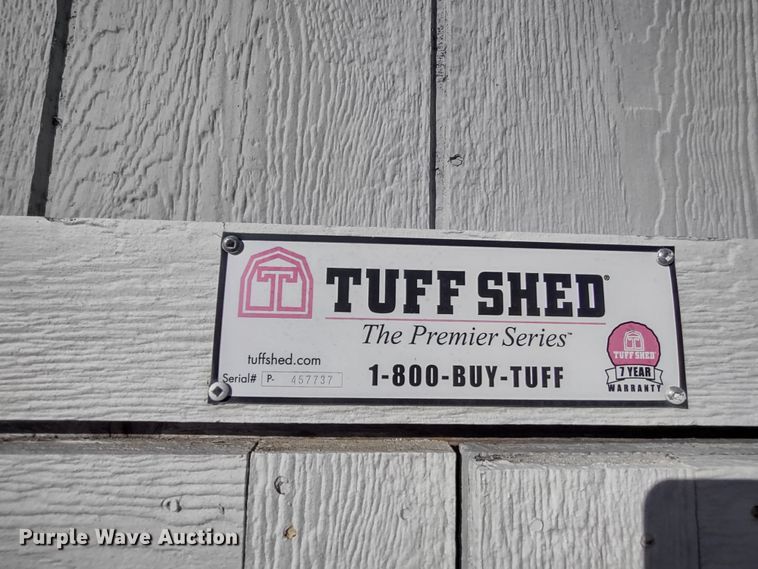 T TUFF SHED®
The Premier Series™
tuffshed.com
Serial# P- 457737
1-800-BUY-TUFF
TUFF SHED
7 YEAR
WARRANTY
Purple Wave Auction